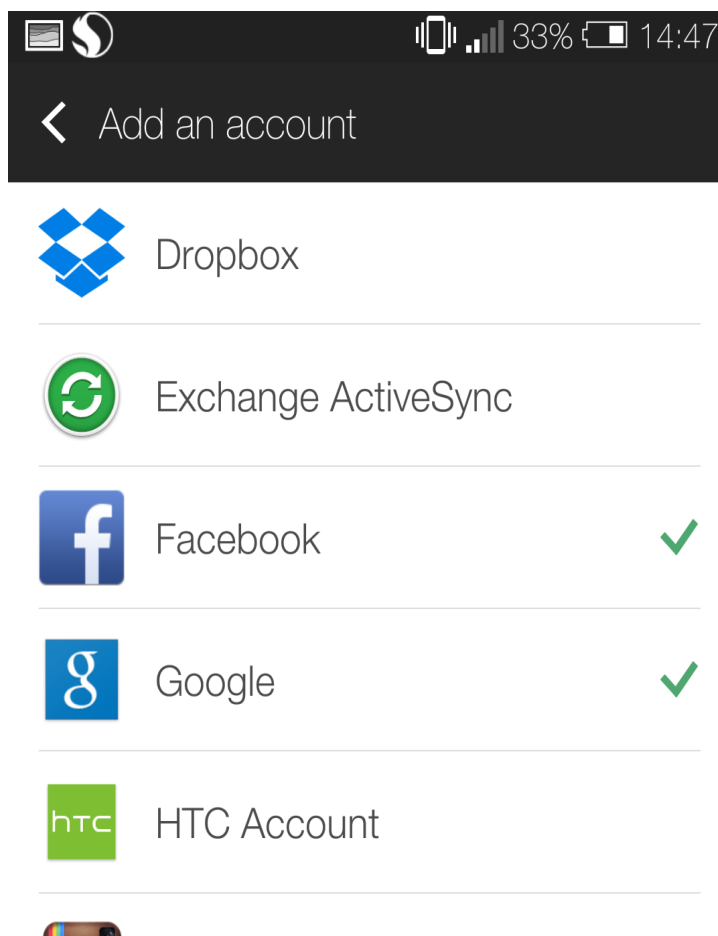 33% 14:47
Add an account
Dropbox
Exchange ActiveSync
f Facebook
g Google
hTC HTC Account